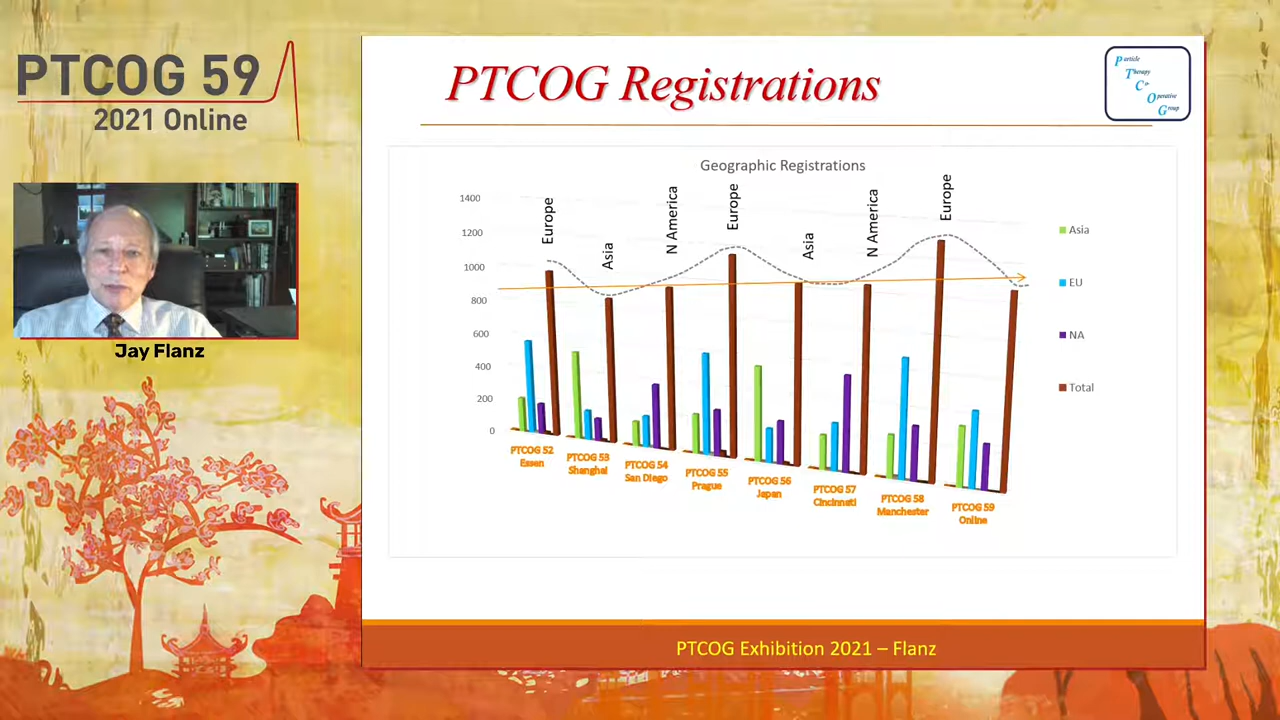 PTCOG 59
2021 Online
Jay Flanz
PTCOG Registrations
Particle
Therapy
Co
Operative
Group
Geographic Registrations
1400
1200
1000
800
600
400
200
0
Europe
Asia
N America
Europe
Asia
N America
Europe
Asia
EU
NA
Total
PTCOG 52
Essen
PTCOG 53
Shanghai
PTCOG 54
San Diego
PTCOG 55
Prague
PTCOG 56
Japan
PTCOG 57
Cincinnati
PTCOG 58
Manchester
PTCOG 59
Online
PTCOG Exhibition 2021 – Flanz